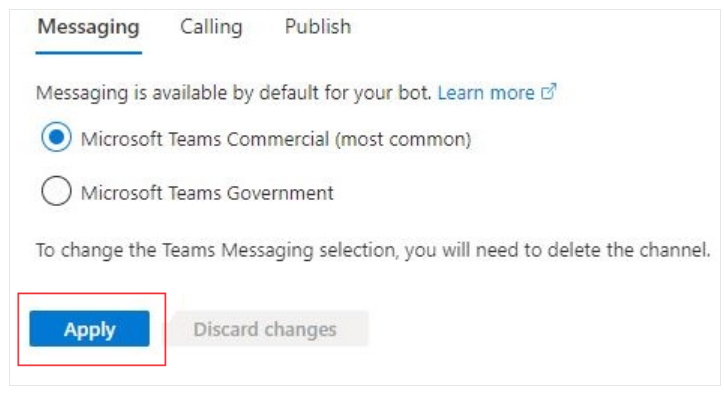 Messaging Calling Publish
Messaging is available by default for your bot. Learn more
Microsoft Teams Commercial (most common)
Microsoft Teams Government
To change the Teams Messaging selection, you will need to delete the channel.
Apply Discard changes